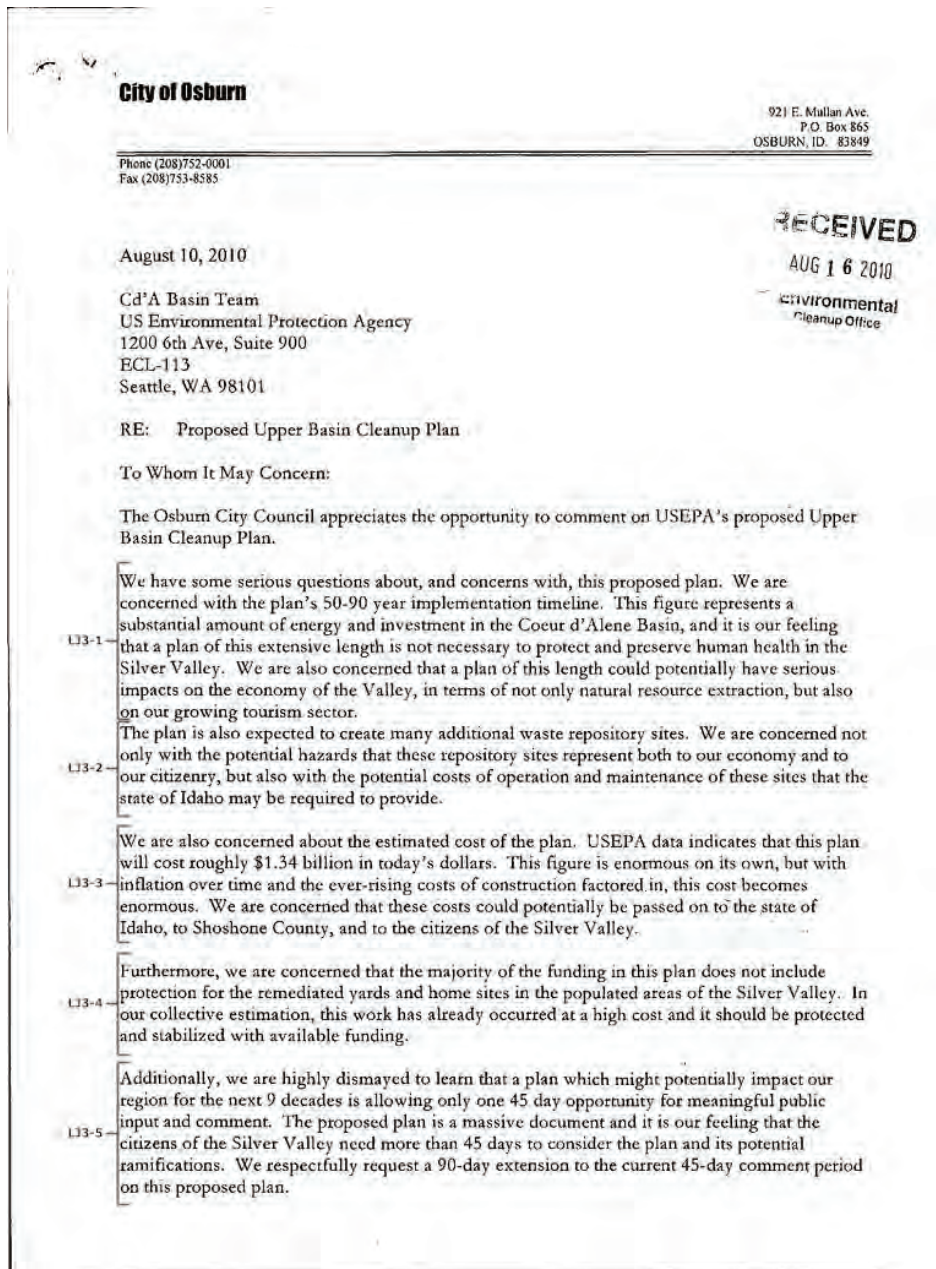 City of Osburn
921 E. Mullan Ave.
P.O. Box 865
OSBURN, ID. 83849
Phone (208)752-0001
Fax (208)753-8585
RECEIVED
AUG 16 2010
Environmental
Cleanup Office
August 10, 2010
Cd'A Basin Team
US Environmental Protection Agency
1200 6th Ave, Suite 900
ECL-113
Seattle, WA 98101
RE: Proposed Upper Basin Cleanup Plan
To Whom It May Concern:
The Osburn City Council appreciates the opportunity to comment on USEPA's proposed Upper
Basin Cleanup Plan.
We have some serious questions about, and concerns with, this proposed plan. We are
concerned with the plan's 50-90 year implementation timeline. This figure represents a
substantial amount of energy and investment in the Coeur d'Alene Basin, and it is our feeling
L33-1 that a plan of this extensive length is not necessary to protect and preserve human health in the
Silver Valley. We are also concerned that a plan of this length could potentially have serious
impacts on the economy of the Valley, in terms of not only natural resource extraction, but also
on our growing tourism sector.
The plan is also expected to create many additional waste repository sites. We are concerned not
only with the potential hazards that these repository sites represent both to our economy and to
L33-2 our citizenry, but also with the potential costs of operation and maintenance of these sites that the
state of Idaho may be required to provide.
We are also concerned about the estimated cost of the plan. USEPA data indicates that this plan
will cost roughly $1.34 billion in today's dollars. This figure is enormous on its own, but with
L33-3 inflation over time and the ever-rising costs of construction factored in, this cost becomes
enormous. We are concerned that these costs could potentially be passed on to the state of
Idaho, to Shoshone County, and to the citizens of the Silver Valley.
Furthermore, we are concerned that the majority of the funding in this plan does not include
L33-4 protection for the remediated yards and home sites in the populated areas of the Silver Valley. In
our collective estimation, this work has already occurred at a high cost and it should be protected
and stabilized with available funding.
Additionally, we are highly dismayed to learn that a plan which might potentially impact our
region for the next 9 decades is allowing only one 45 day opportunity for meaningful public
input and comment. The proposed plan is a massive document and it is our feeling that the
L33-5 citizens of the Silver Valley need more than 45 days to consider the plan and its potential
ramifications. We respectfully request a 90-day extension to the current 45-day comment period
on this proposed plan.